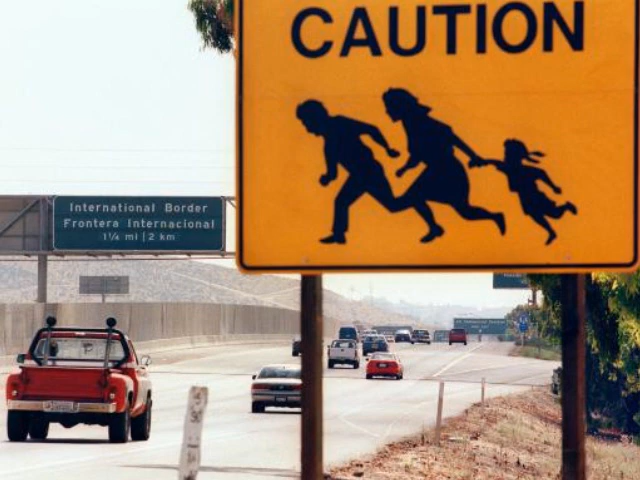 CAUTION
International Border
Frontera Internacional
1¼ mi | 2 km